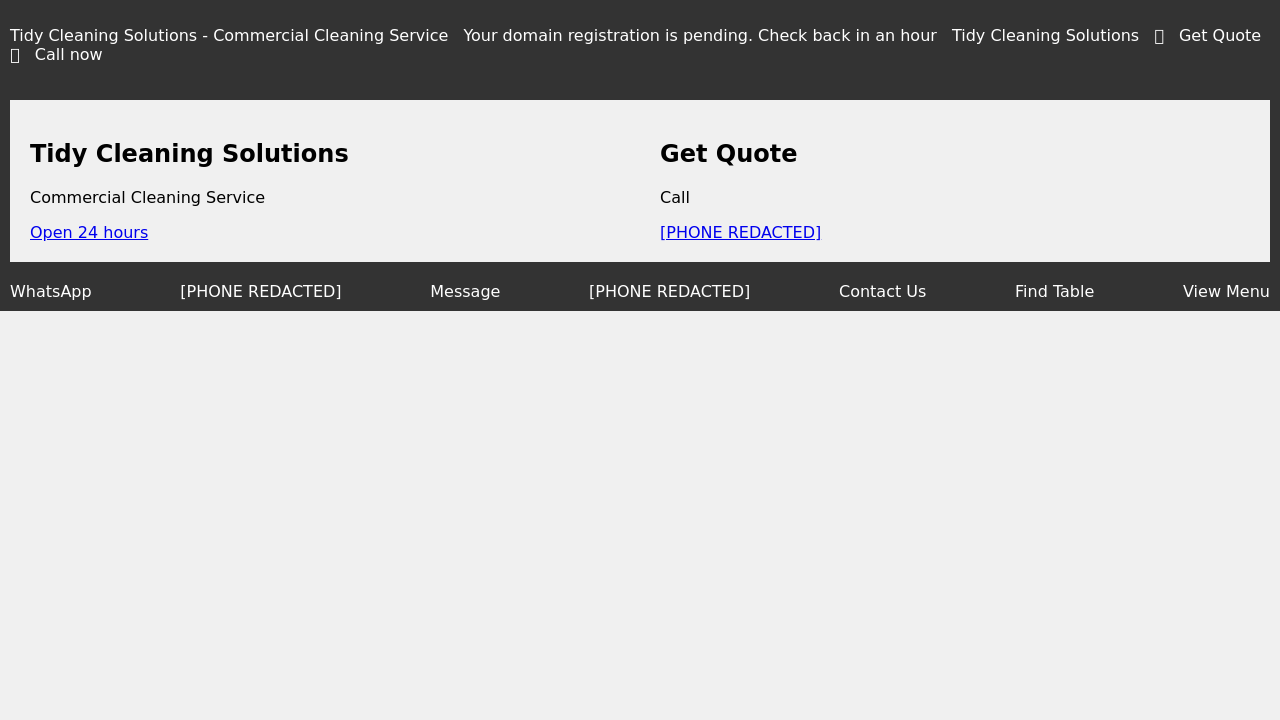 Tidy Cleaning Solutions - Commercial Cleaning Service Your domain registration is pending. Check back in an hour Tidy Cleaning Solutions Get Quote
Call now
Tidy Cleaning Solutions
Commercial Cleaning Service
Open 24 hours
Get Quote
Call
[PHONE REDACTED]
WhatsApp [PHONE REDACTED] Message [PHONE REDACTED] Contact Us Find Table View Menu